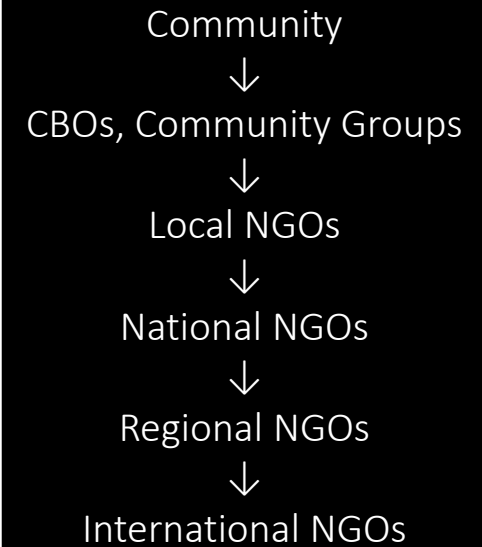 Community
↓
CBOs, Community Groups
↓
Local NGOs
↓
National NGOs
↓
Regional NGOs
↓
International NGOs